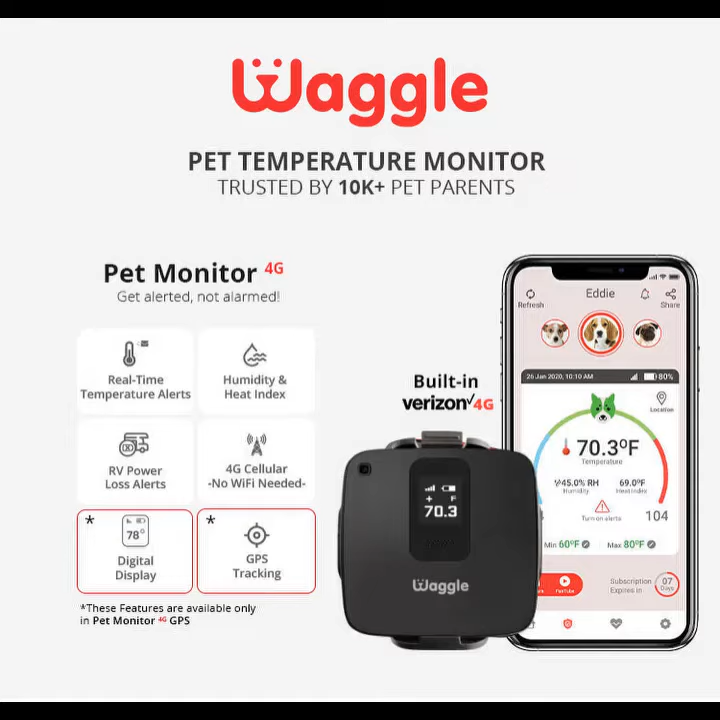 Waggle
PET TEMPERATURE MONITOR
TRUSTED BY 10K+ PET PARENTS
Pet Monitor 4G
Get alerted, not alarmed!
Real-Time
Temperature Alerts
Humidity &
Heat Index
RV Power
Loss Alerts
4G Cellular
-No WiFi Needed-
*
78°
Digital
Display
*
GPS
Tracking
*These Features are available only
in Pet Monitor 4G GPS
Built-in
verizon✓4G
+ F
70.3
Waggle
Refresh
Eddie
Share
26 Jan 2020, 10:10 AM
80%
Location
70.3°F
Temperature
45.0% RH
Humidity
69.0°F
Heat Index
Turn on alerts
104
Min 60°F
Max 80°F
PetTube
Subscription
Expires in
07
Days